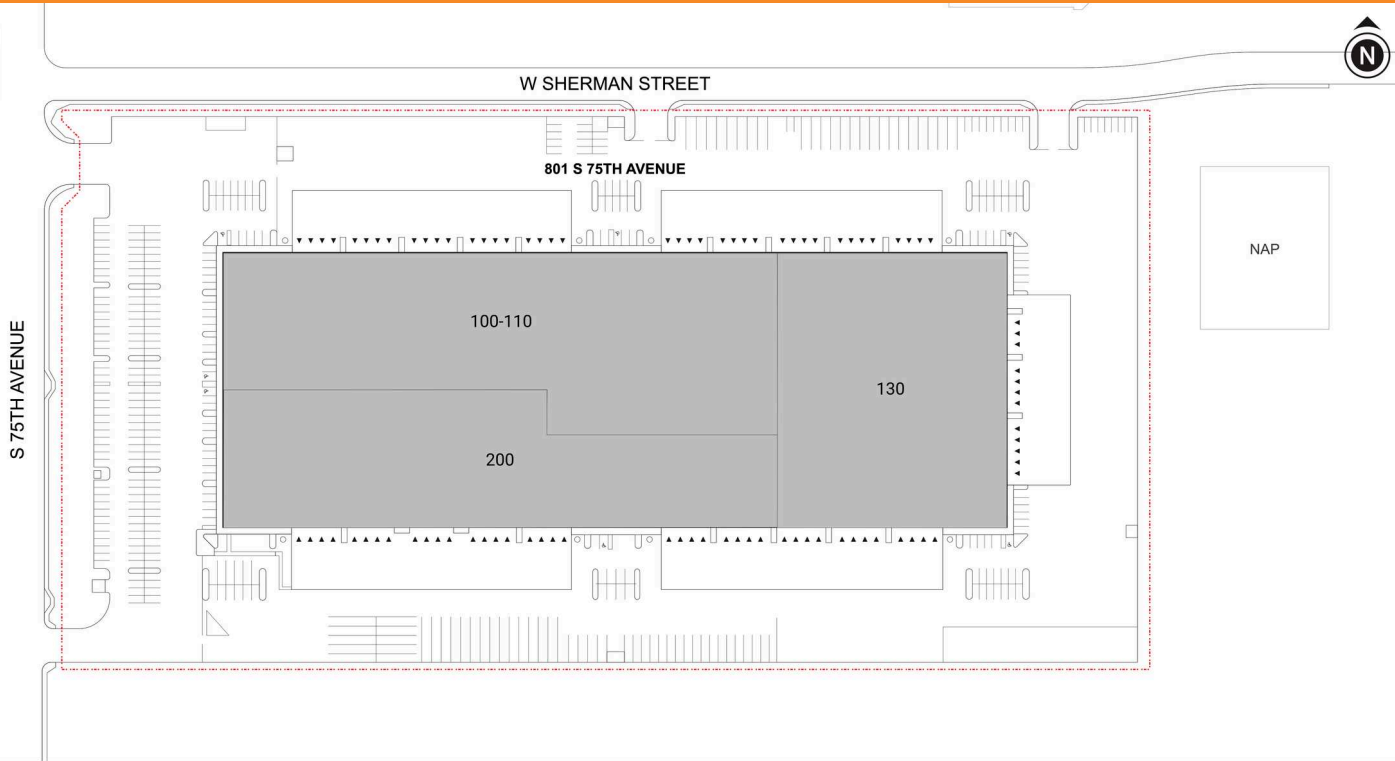 N
W SHERMAN STREET
801 S 75TH AVENUE
NAP
S 75TH AVENUE
100-110
130
200